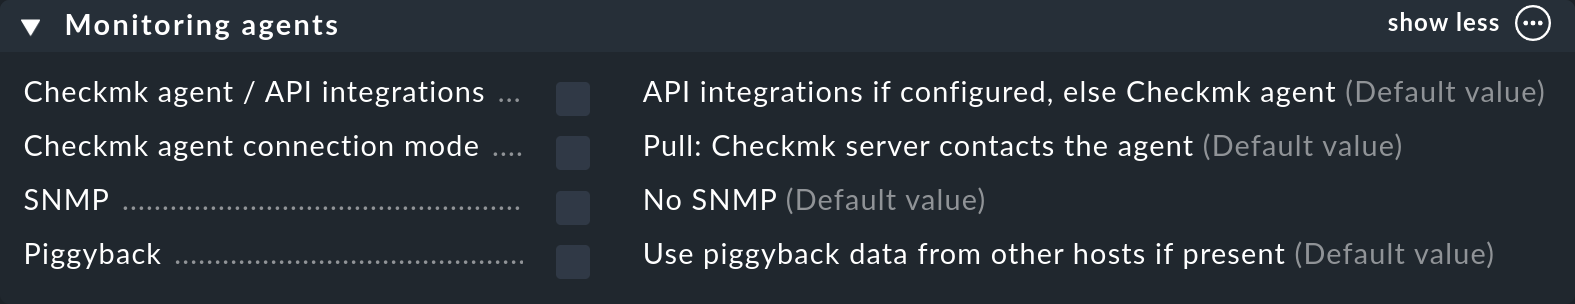 Monitoring agents
show less
Checkmk agent / API integrations ... API integrations if configured, else Checkmk agent (Default value)
Checkmk agent connection mode .... Pull: Checkmk server contacts the agent (Default value)
SNMP .................................................. No SNMP (Default value)
Piggyback ............................................ Use piggyback data from other hosts if present (Default value)